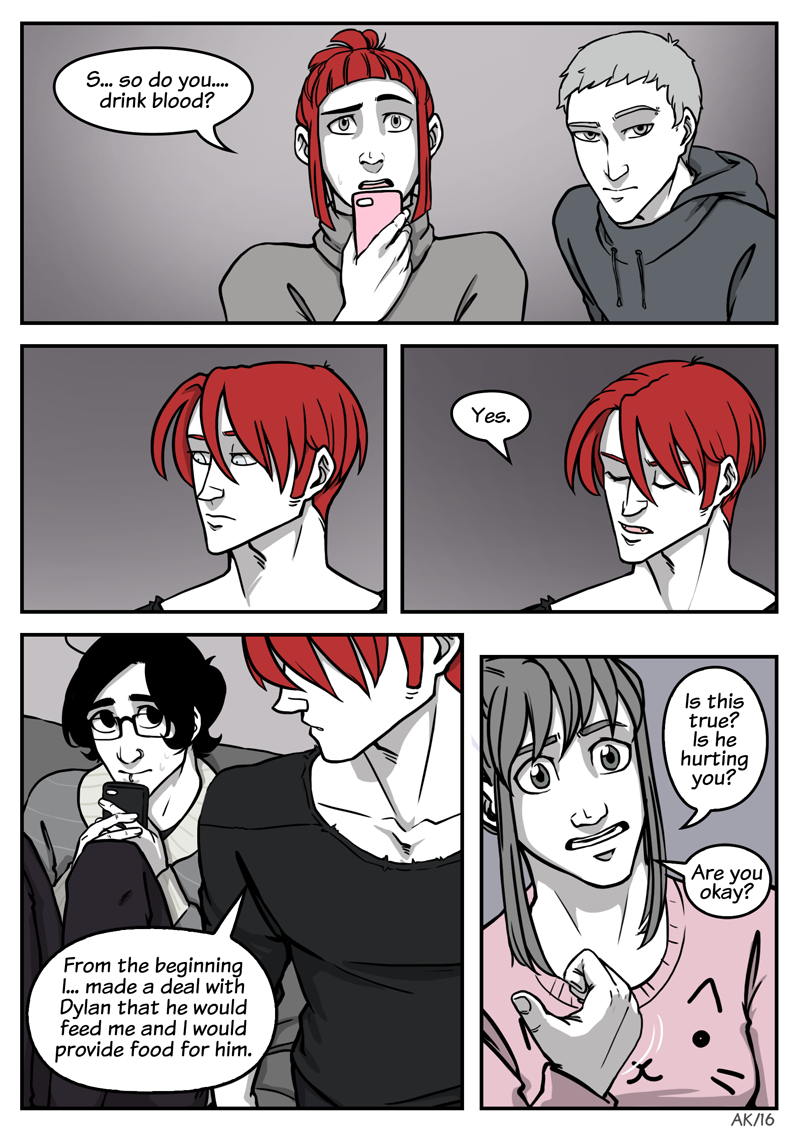 S... so do you....
drink blood?
Yes.
From the beginning
I... made a deal with
Dylan that he would
feed me and I would
provide food for him.
Is this
true?
Is he
hurting
you?
Are you
okay?
AK/16